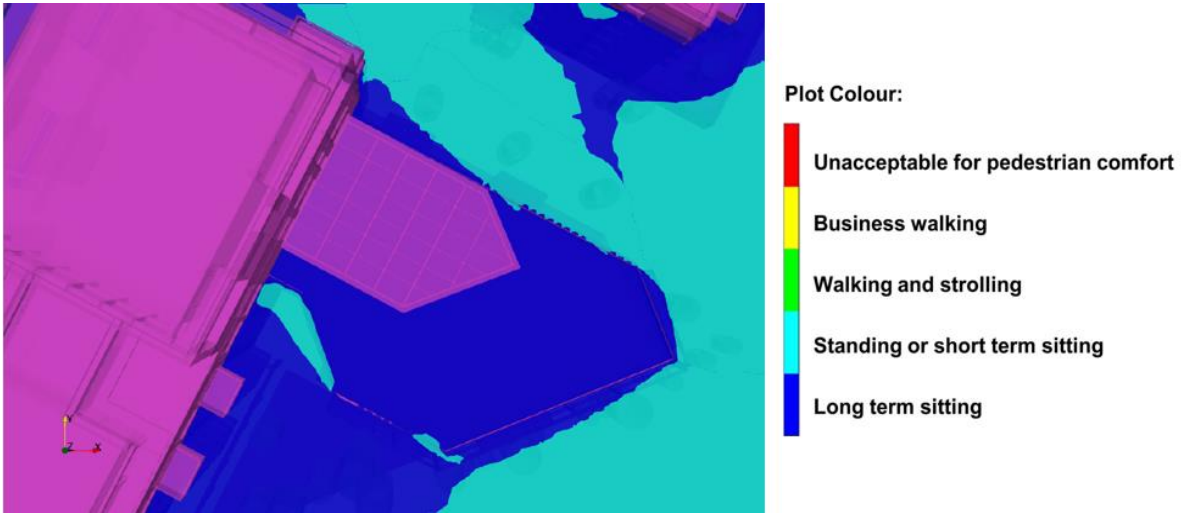 Plot Colour:
Unacceptable for pedestrian comfort
Business walking
Walking and strolling
Standing or short term sitting
Long term sitting
Y
Z
X